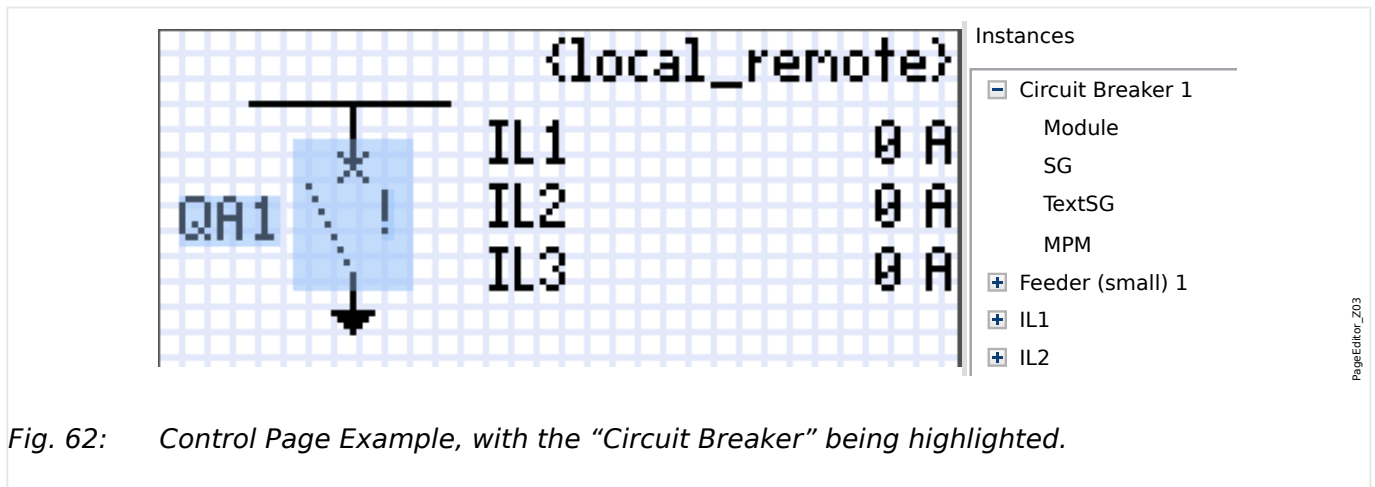 {local_remote}
IL1 0 A
QA1 ! IL2 0 A
IL3 0 A
Instances
Circuit Breaker 1
Module
SG
TextSG
MPM
Feeder (small) 1
IL1
IL2
PageEditor_Z03
Fig. 62: Control Page Example, with the “Circuit Breaker” being highlighted.